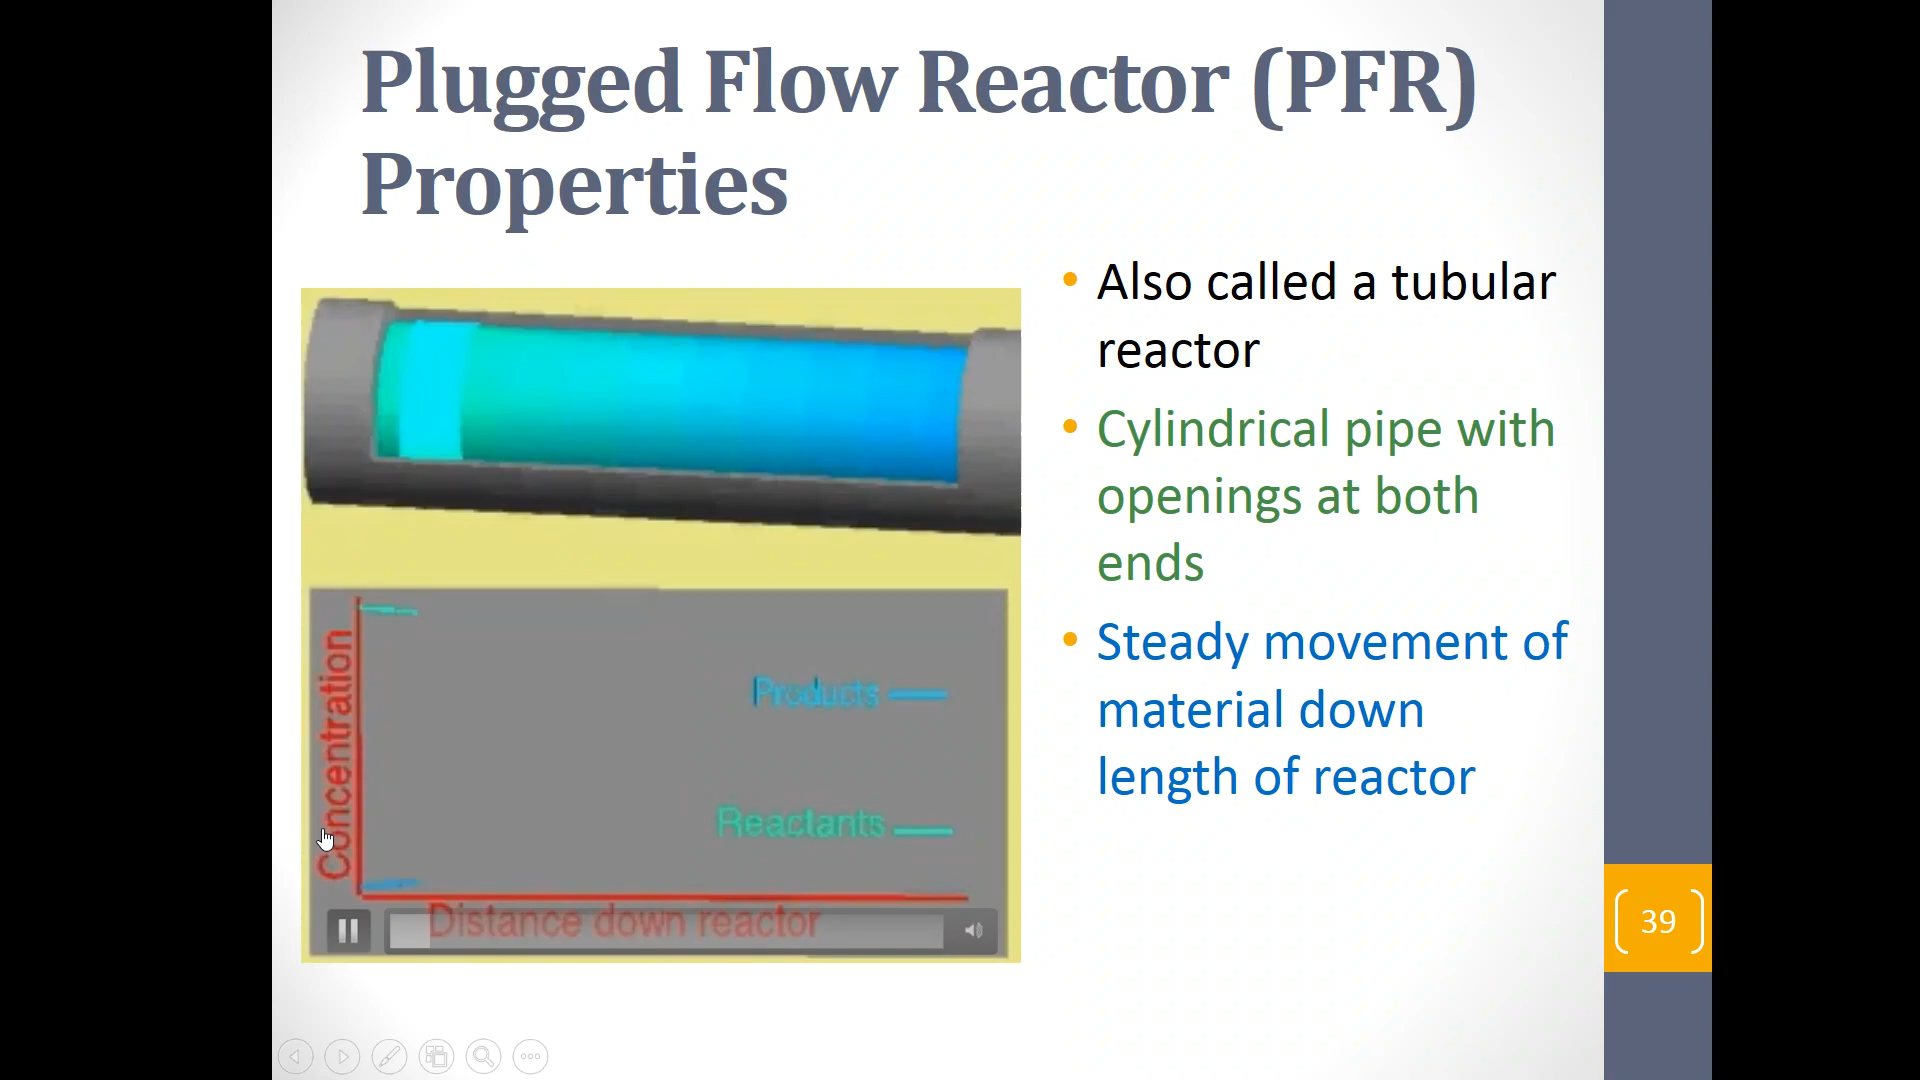 Plugged Flow Reactor (PFR)
Properties
• Also called a tubular
reactor
• Cylindrical pipe with
openings at both
ends
• Steady movement of
material down
length of reactor
Concentration
Products
Reactants
Distance down reactor
39